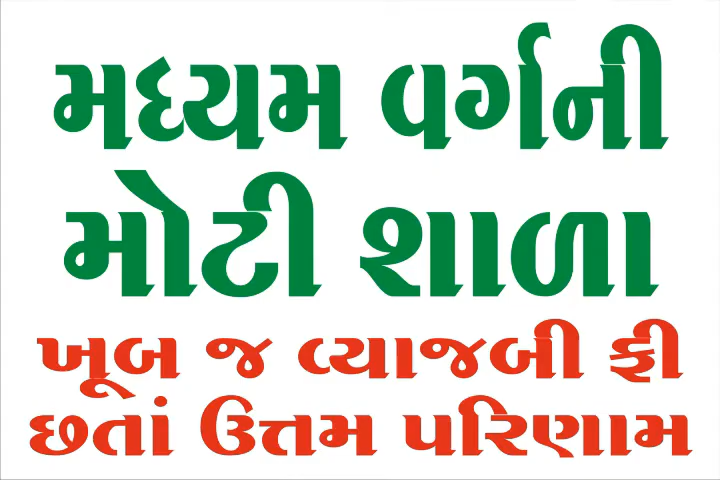 મધ્યમ વર્ગની
મોટી શાળા
ખૂબ જ વ્યાજબી ફી
છતાં ઉત્તમ પરિણામ